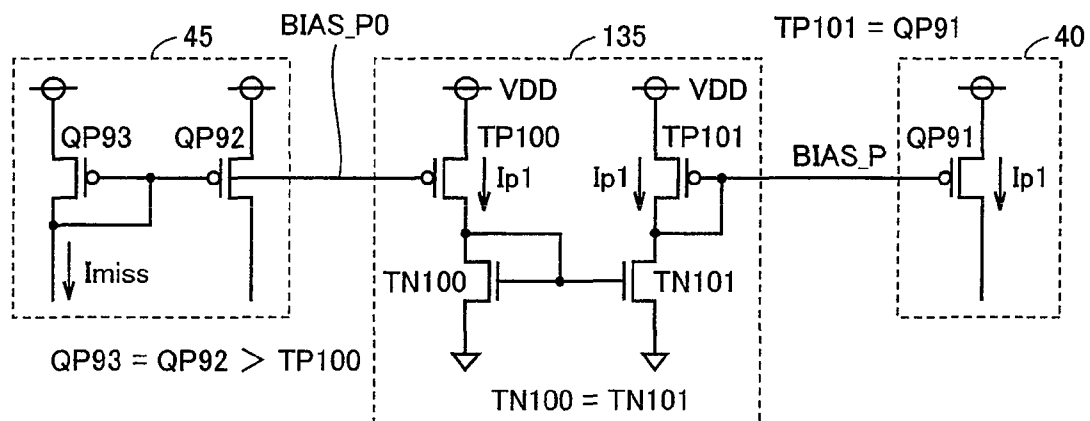 45
BIAS_P0
135
TP101 = QP91
40
VDD
VDD
QP93
QP92
TP100
TP101
QP91
Ip1
Ip1
BIAS_P
Ip1
Imiss
TN100
TN101
QP93 = QP92 > TP100
TN100 = TN101